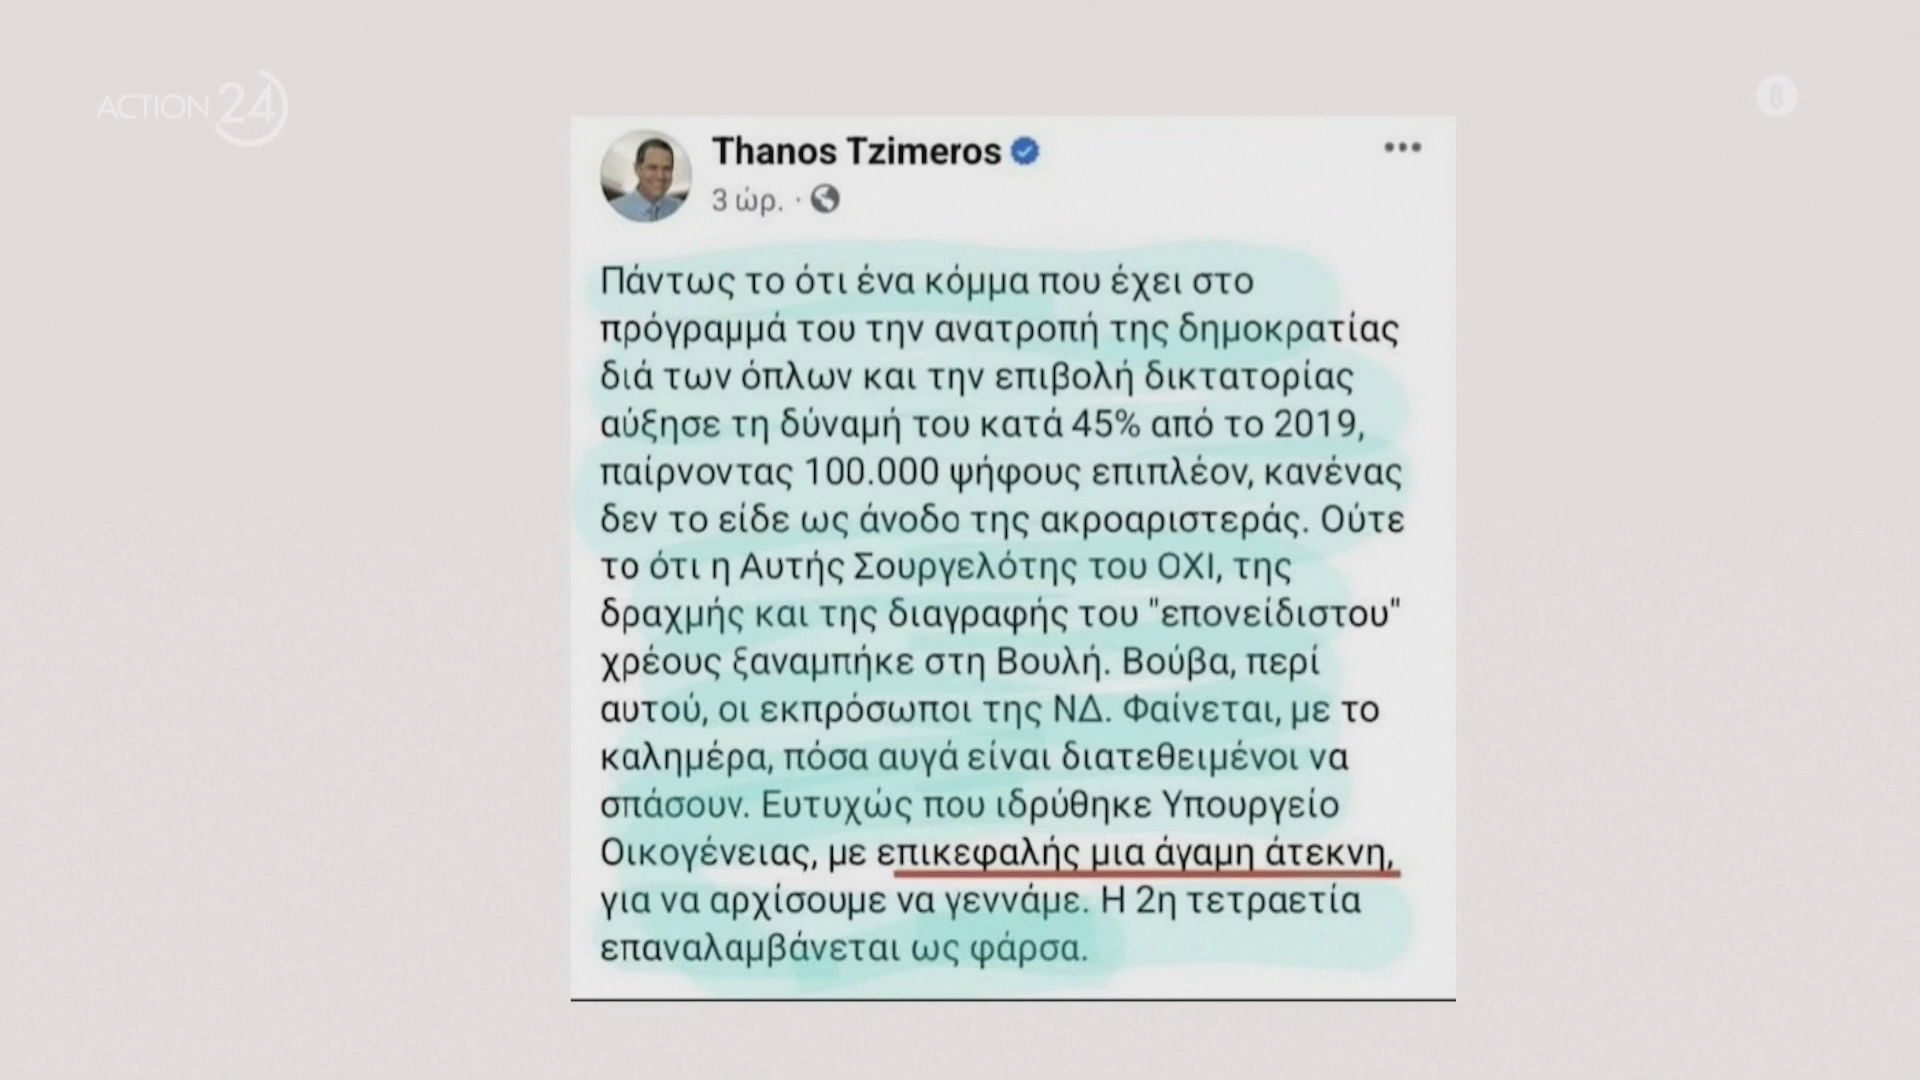 ACTION 24
8
Thanos Tzimeros
3 ώρ. ·
Πάντως το ότι ένα κόμμα που έχει στο
πρόγραμμά του την ανατροπή της δημοκρατίας
διά των όπλων και την επιβολή δικτατορίας
αύξησε τη δύναμή του κατά 45% από το 2019,
παίρνοντας 100.000 ψήφους επιπλέον, κανένας
δεν το είδε ως άνοδο της ακροαριστεράς. Ούτε
το ότι η Αυτής Σουργελότης του ΟΧΙ, της
δραχμής και της διαγραφής του "επονείδιστου"
χρέους ξαναμπήκε στη Βουλή. Βούβα, περί
αυτού, οι εκπρόσωποι της ΝΔ. Φαίνεται, με το
καλημέρα, πόσα αυγά είναι διατεθειμένοι να
σπάσουν. Ευτυχώς που ιδρύθηκε Υπουργείο
Οικογένειας, με επικεφαλής μια άγαμη άτεκνη,
για να αρχίσουμε να γεννάμε. Η 2η τετραετία
επαναλαμβάνεται ως φάρσα.